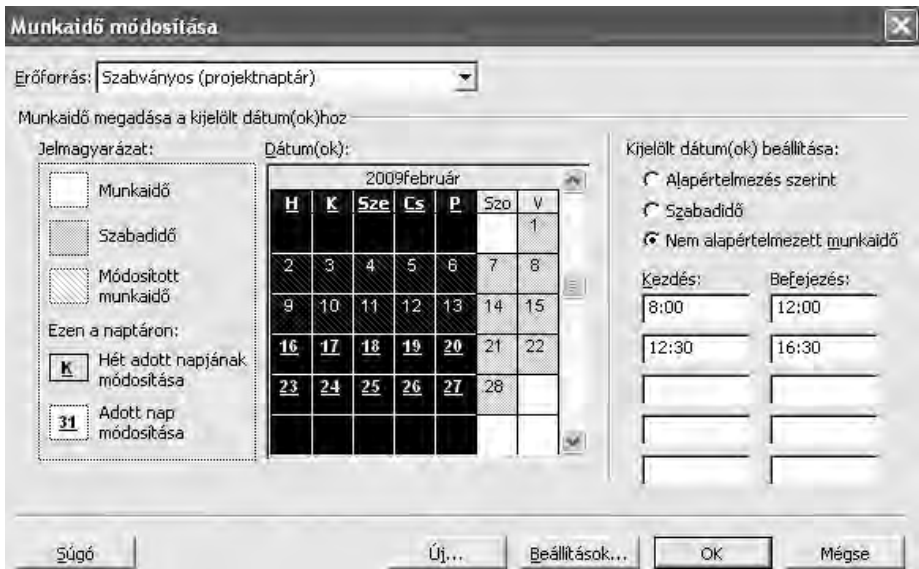 Munkaidő módosítása
Erőforrás: Szabványos (projektnaptár)
Munkaidő megadása a kijelölt dátum(ok)hoz
Jelmagyarázat:
Munkaidő
Szabadidő
Módosított
munkaidő
Ezen a naptáron:
K Hét adott napjának
módosítása
31 Adott nap
módosítása
Dátum(ok):
2009február
H K Sze Cs P Szo V
1
2 3 4 5 6 7 8
9 10 11 12 13 14 15
16 17 18 19 20 21 22
23 24 25 26 27 28
Kijelölt dátum(ok) beállítása:
Alapértelmezés szerint
Szabadidő
Nem alapértelmezett munkaidő
Kezdés: Befejezés:
8:00 12:00
12:30 16:30
Súgó Új... Beállítások... OK Mégse